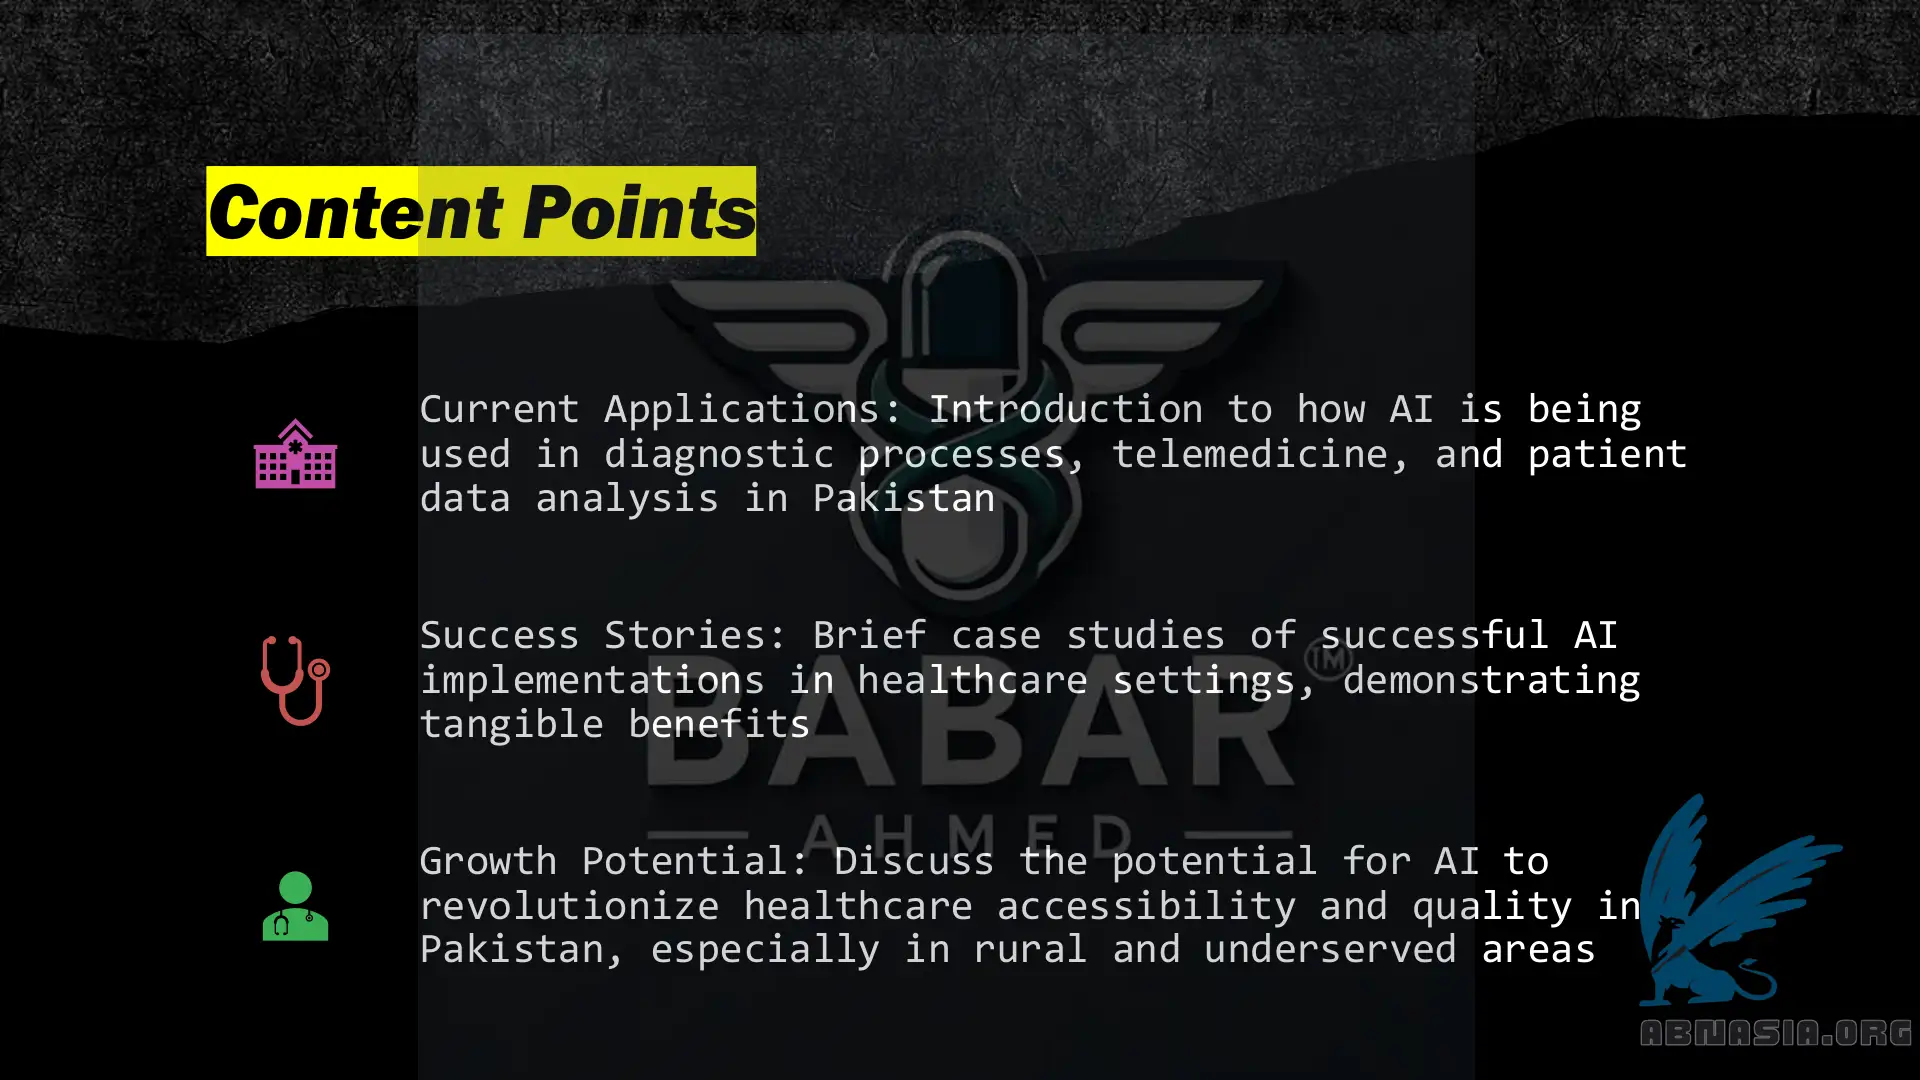 Content Points
Current Applications: Introduction to how AI is being
used in diagnostic processes, telemedicine, and patient
data analysis in Pakistan
Success Stories: Brief case studies of successful AI
implementations in healthcare settings, demonstrating
tangible benefits
BABAR™
AHMED
Growth Potential: Discuss the potential for AI to
revolutionize healthcare accessibility and quality in
Pakistan, especially in rural and underserved areas
ABNASIA.ORG